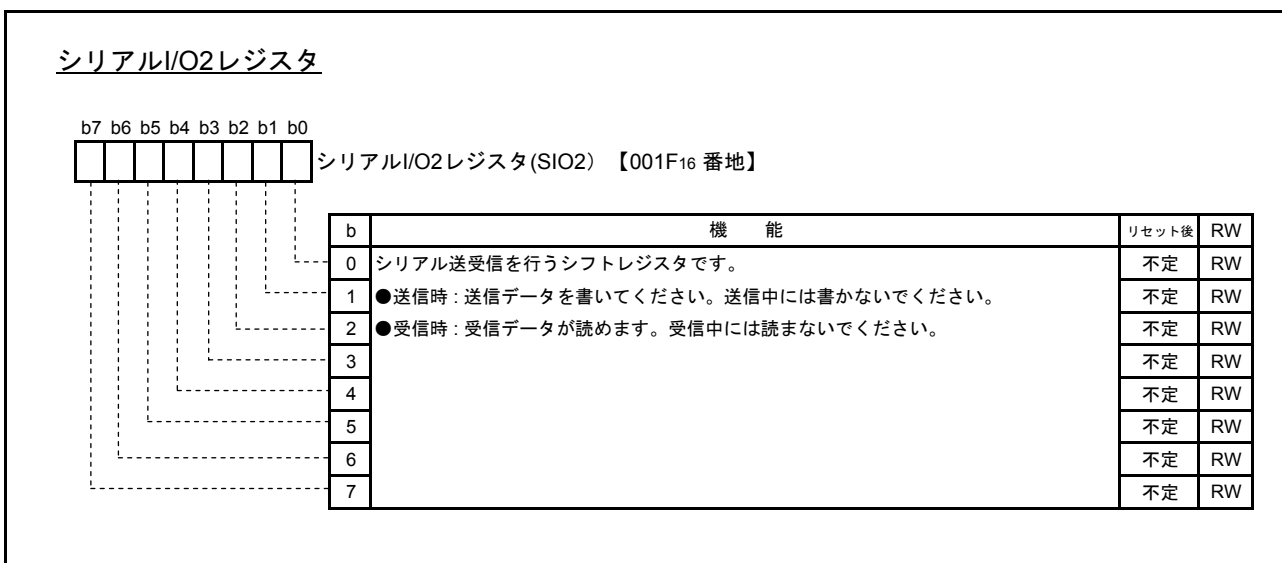 シリアルI/O2レジスタ
b7 b6 b5 b4 b3 b2 b1 b0
シリアルI/O2レジスタ(SIO2) 【001F16 番地】
b 機 能 リセット後 RW
0 シリアル送受信を行うシフトレジスタです。 不定 RW
1 ●送信時 : 送信データを書いてください。送信中には書かないでください。 不定 RW
2 ●受信時 : 受信データが読めます。受信中には読まないでください。 不定 RW
3 不定 RW
4 不定 RW
5 不定 RW
6 不定 RW
7 不定 RW